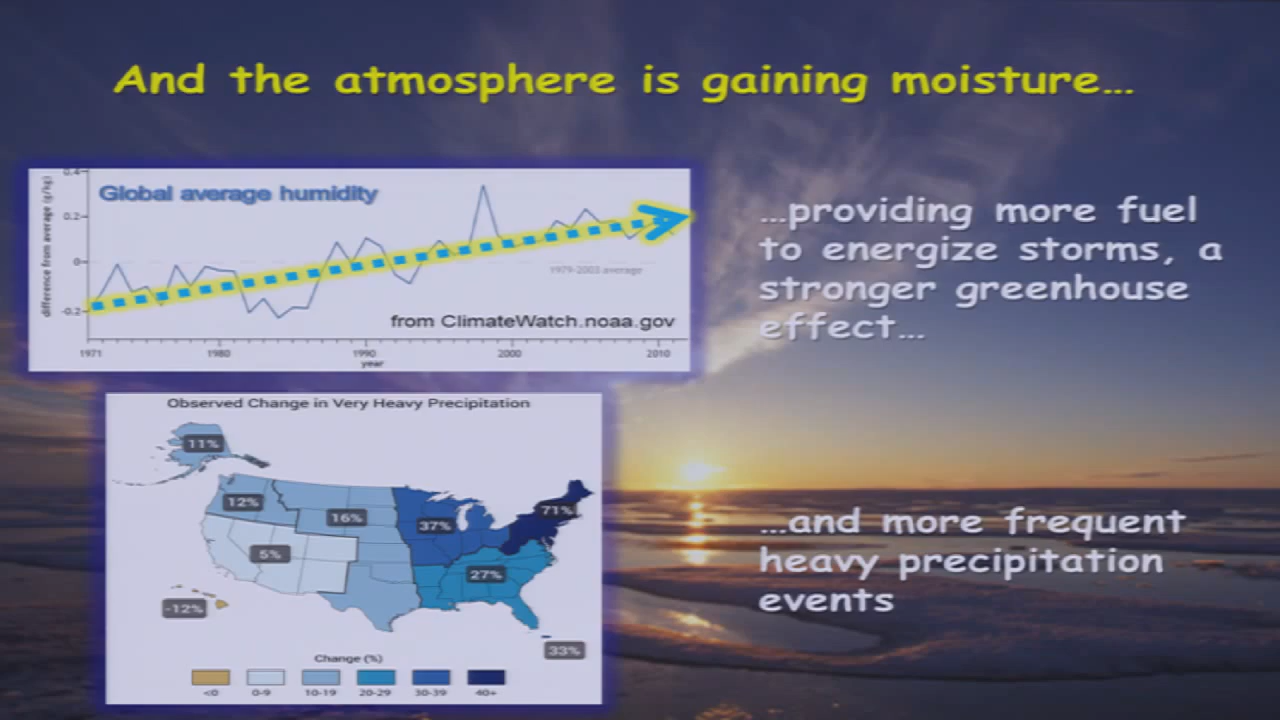 And the atmosphere is gaining moisture...
0.4
0.2
0
-0.2
difference from average (g/kg)
Global average humidity
1979-2003 average
from ClimateWatch.noaa.gov
1971
1980
1990
2000
2010
year
...providing more fuel
to energize storms, a
stronger greenhouse
effect...
Observed Change in Very Heavy Precipitation
11%
12%
16%
37%
71%
5%
27%
-12%
33%
Change (%)
<0
0-9
10-19
20-29
30-39
40+
...and more frequent
heavy precipitation
events